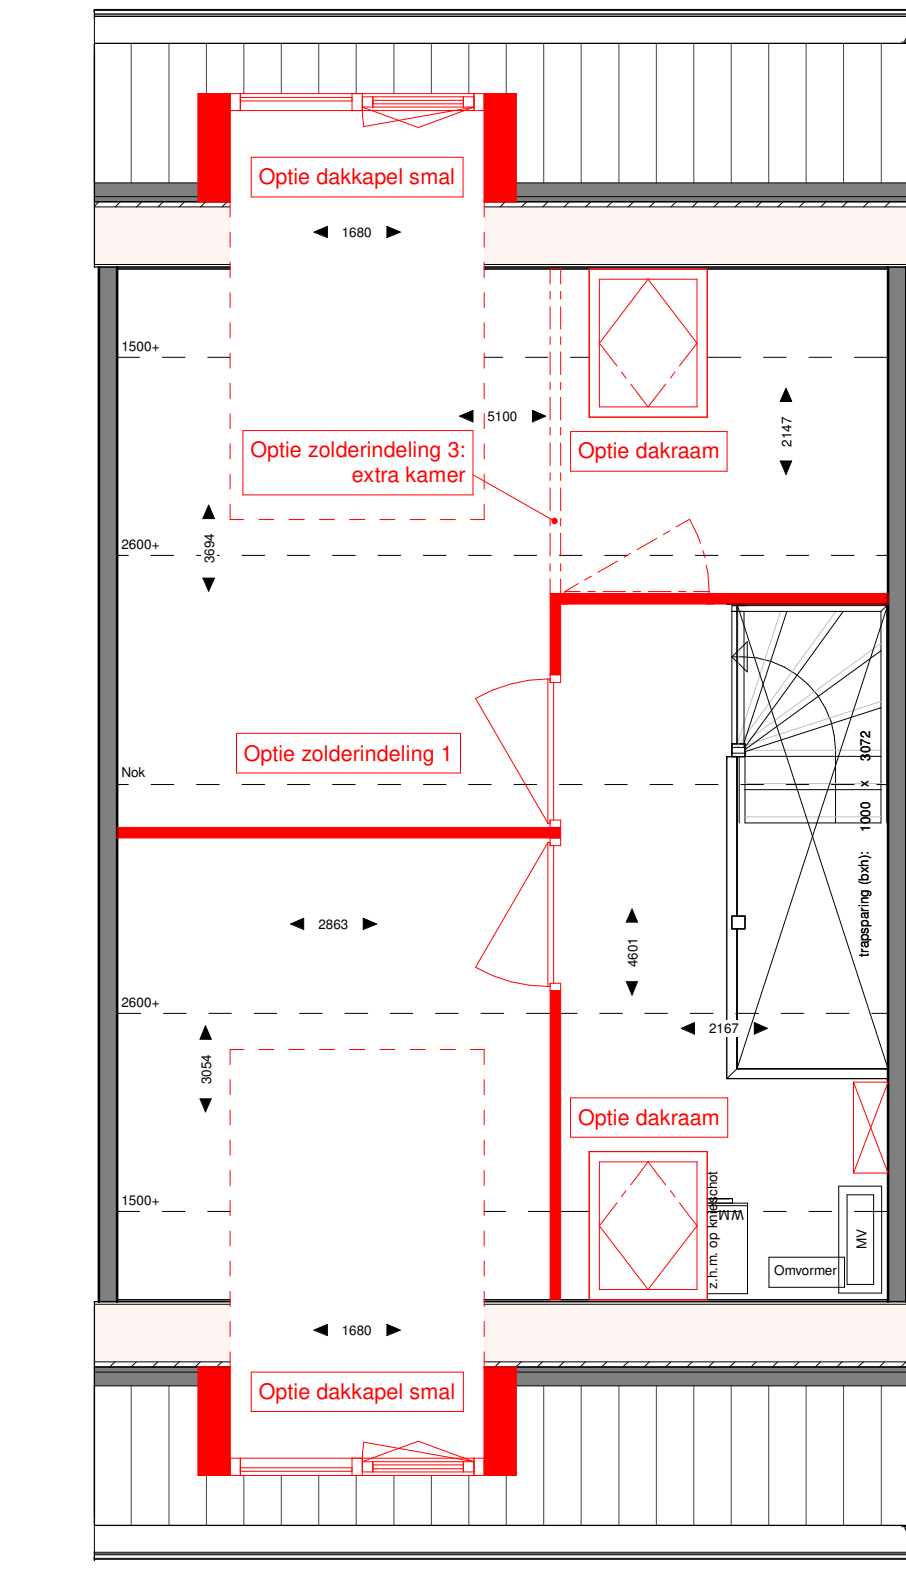 Optie dakkapel smal
1680
1500+
5100
2147
Optie zolderindeling 3:
extra kamer
Optie dakraam
2600+
3694
Optie zolderindeling 1
Nok
trapsparing (bxh): 1000 x 3072
2863
4601
2600+
2167
3054
Optie dakraam
1500+
z.h.m. op knieschot
WM
MV
Omvormer
1680
Optie dakkapel smal